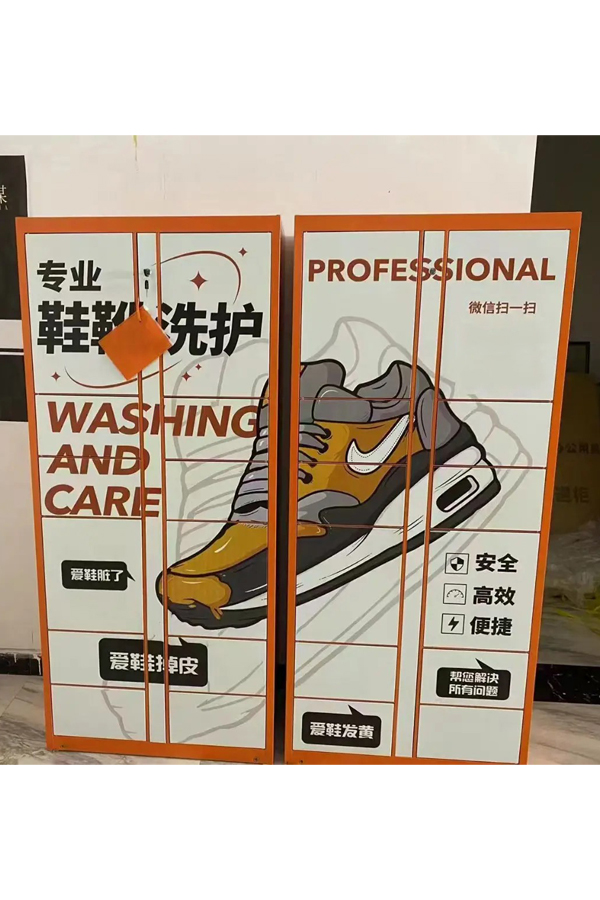 专业
鞋靴洗护
WASHING
AND
CARE
爱鞋脏了
爱鞋掉皮
PROFESSIONAL
微信扫一扫
安全
高效
便捷
帮您解决
所有问题
爱鞋发黄